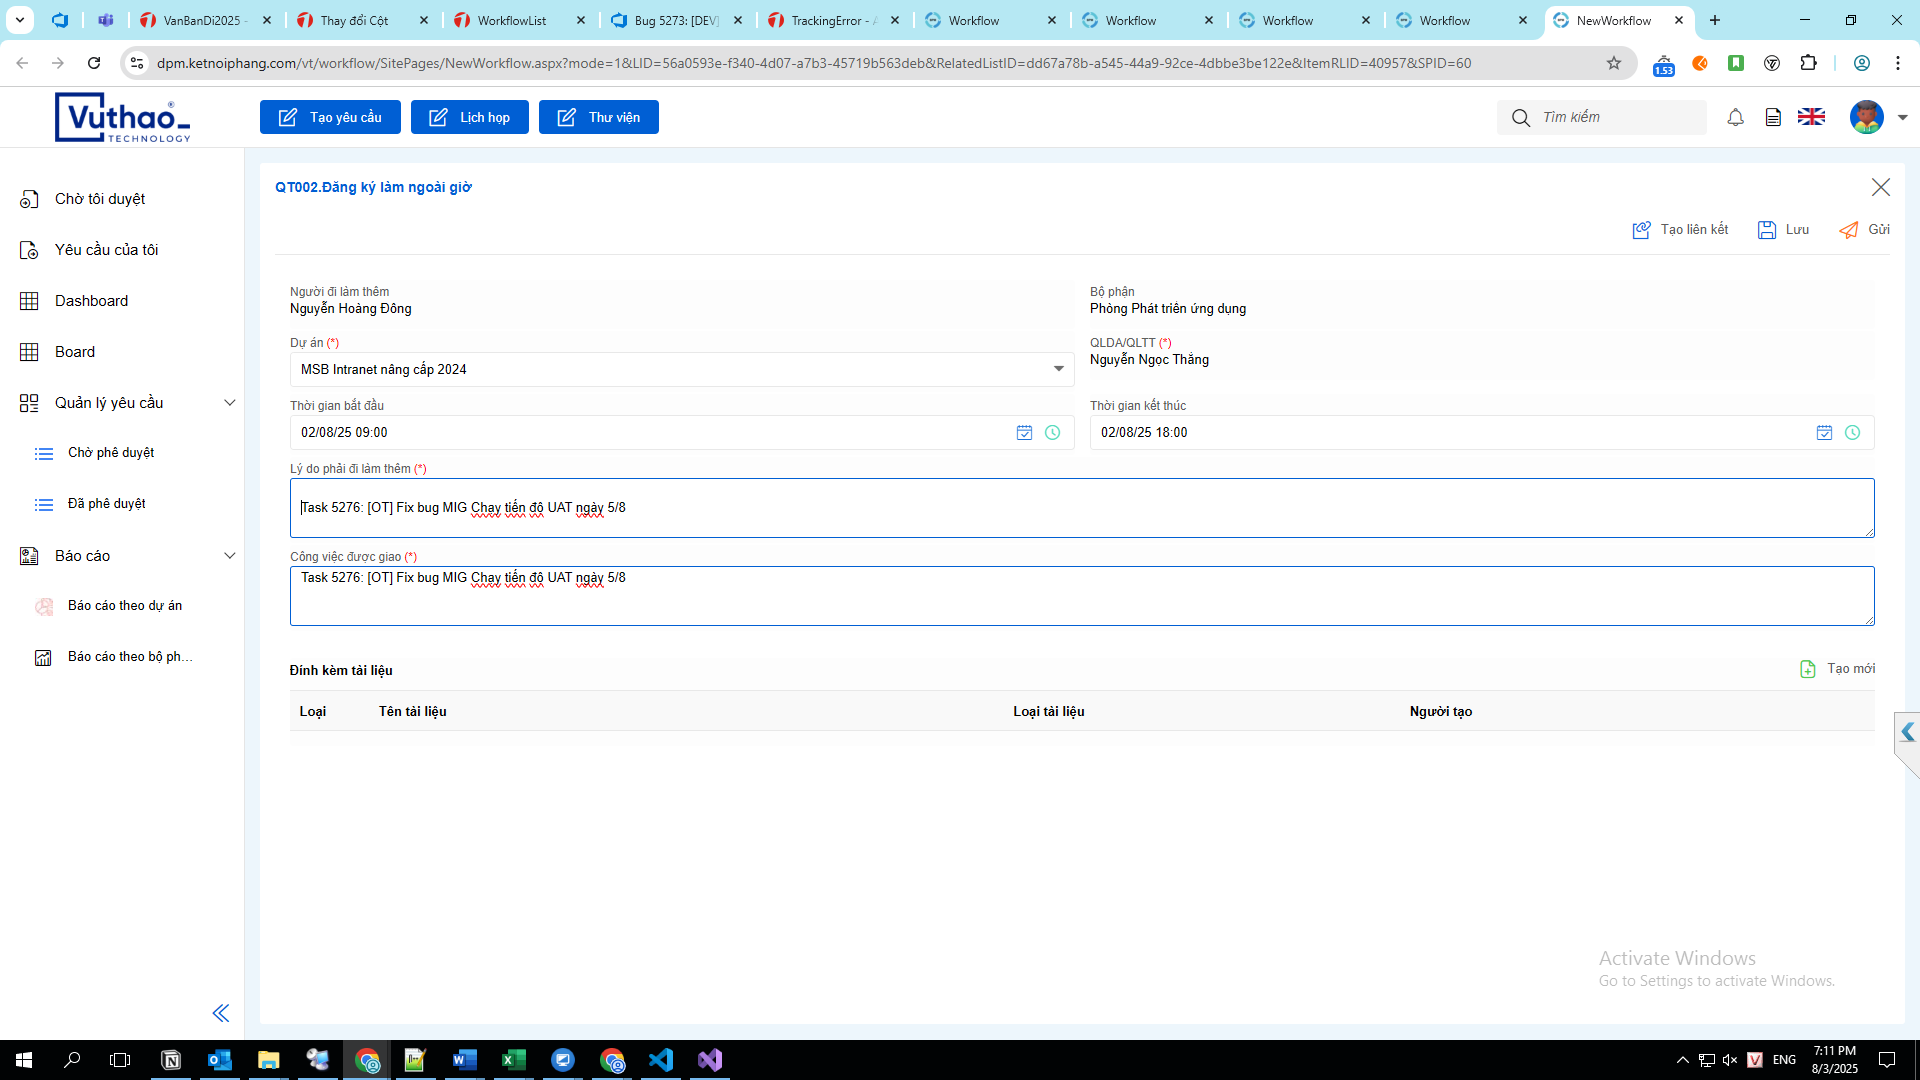 VanBanDi2025 -
Thay đổi Cột
WorkflowList
Bug 5273: [DEV]
TrackingError - A
Workflow
Workflow
Workflow
Workflow
NewWorkflow
dpm.ketnoiphang.com/vt/workflow/SitePages/NewWorkflow.aspx?mode=1&LID=56a0593e-f340-4d07-a7b3-45719b563deb&RelatedListID=dd67a78b-a545-44a9-92ce-4dbbe3be122e&ItemRLID=40957&SPID=60
1.53
Vuthao®
TECHNOLOGY
Tạo yêu cầu
Lịch họp
Thư viện
Tìm kiếm
Chờ tôi duyệt
Yêu cầu của tôi
Dashboard
Board
Quản lý yêu cầu
Chờ phê duyệt
Đã phê duyệt
Báo cáo
Báo cáo theo dự án
Báo cáo theo bộ ph...
QT002.Đăng ký làm ngoài giờ
Tạo liên kết
Lưu
Gửi
Người đi làm thêm
Nguyễn Hoàng Đông
Bộ phận
Phòng Phát triển ứng dụng
Dự án (*)
MSB Intranet nâng cấp 2024
QLDA/QLTT (*)
Nguyễn Ngọc Thắng
Thời gian bắt đầu
02/08/25 09:00
Thời gian kết thúc
02/08/25 18:00
Lý do phải đi làm thêm (*)
Task 5276: [OT] Fix bug MIG Chạy tiến độ UAT ngày 5/8
Công việc được giao (*)
Task 5276: [OT] Fix bug MIG Chạy tiến độ UAT ngày 5/8
Đính kèm tài liệu
Tạo mới
Loại
Tên tài liệu
Loại tài liệu
Người tạo
Activate Windows
Go to Settings to activate Windows.
ENG
7:11 PM
8/3/2025